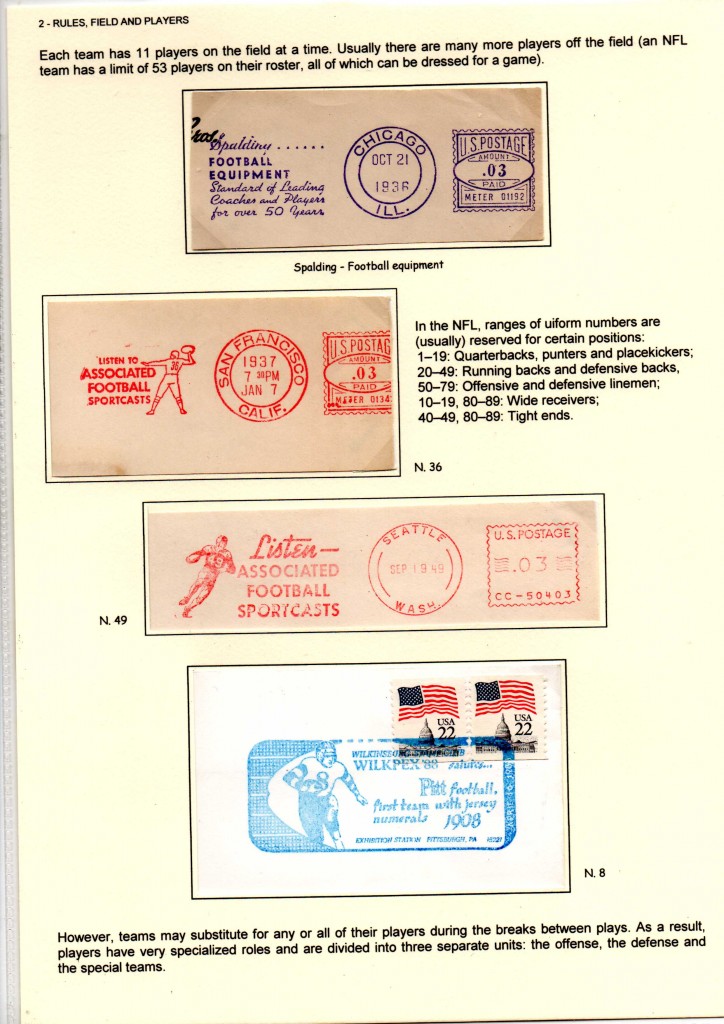 2 - RULES, FIELD AND PLAYERS
Each team has 11 players on the field at a time. Usually there are many more players off the field (an NFL
team has a limit of 53 players on their roster, all of which can be dressed for a game).
Spalding ......
FOOTBALL
EQUIPMENT
Standard of Leading
Coaches and Players
for over 50 Years
CHICAGO
OCT 21
1936
ILL.
U.S. POSTAGE
AMOUNT
.03
PAID
METER 01192
Spalding - Football equipment
LISTEN TO
ASSOCIATED
FOOTBALL
SPORTCASTS
36
SAN FRANCISCO
1937
7 30PM
JAN 7
CALIF.
U.S. POSTAG
AMOUNT
.03
PAID
METER 0134
In the NFL, ranges of uiform numbers are
(usually) reserved for certain positions:
1–19: Quarterbacks, punters and placekickers;
20–49: Running backs and defensive backs,
50–79: Offensive and defensive linemen;
10–19, 80–89: Wide receivers;
40–49, 80–89: Tight ends.
N. 36
Listen—
ASSOCIATED
FOOTBALL
SPORTCASTS
SEATTLE
SEP 19 49
WASH.
U.S. POSTAGE
.03
CC-50403
N. 49
USA
22
USA
22
WILKINSBURG STAMP CLUB
WILKPEX '88 salutes...
Pitt football,
first team with jersey
numerals 1908
EXHIBITION STATION PITTSBURGH, PA 15221
N. 8
However, teams may substitute for any or all of their players during the breaks between plays. As a result,
players have very specialized roles and are divided into three separate units: the offense, the defense and
the special teams.